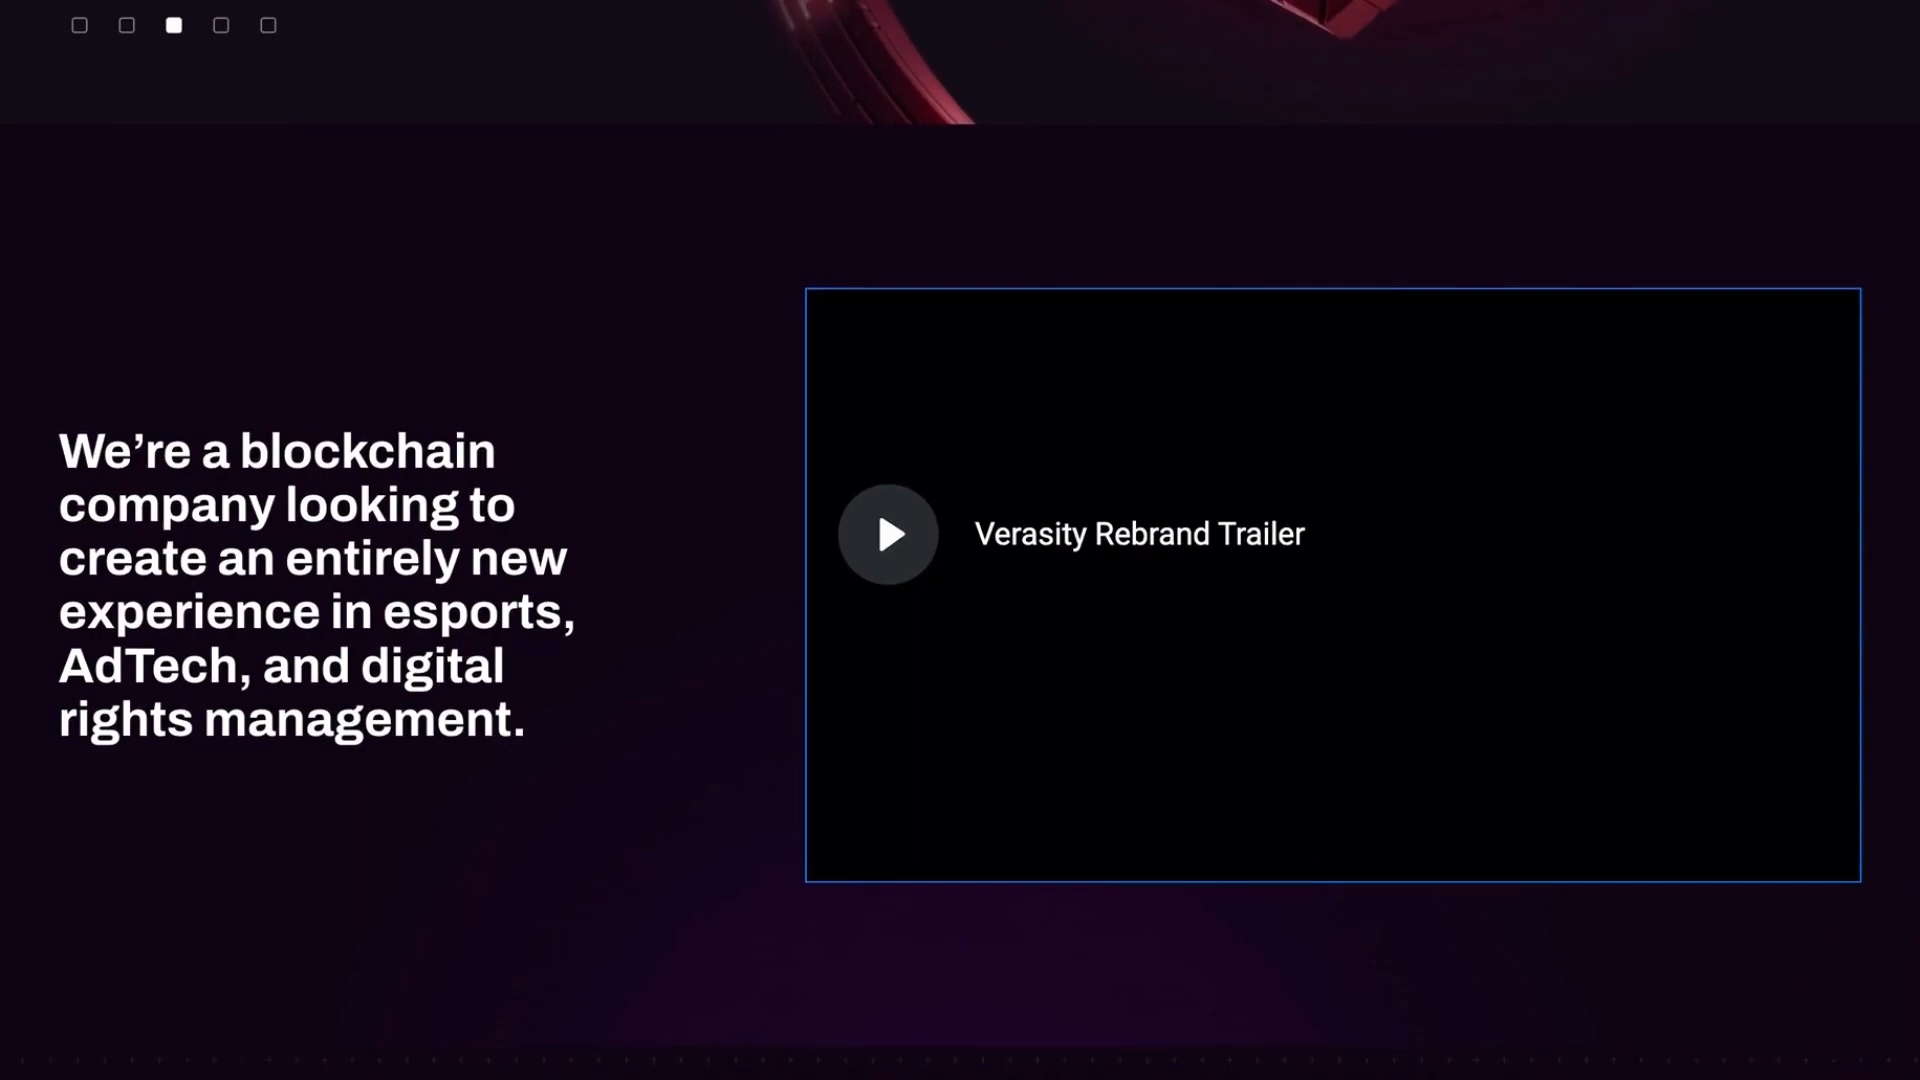 We’re a blockchain
company looking to
create an entirely new
experience in esports,
AdTech, and digital
rights management.
Verasity Rebrand Trailer